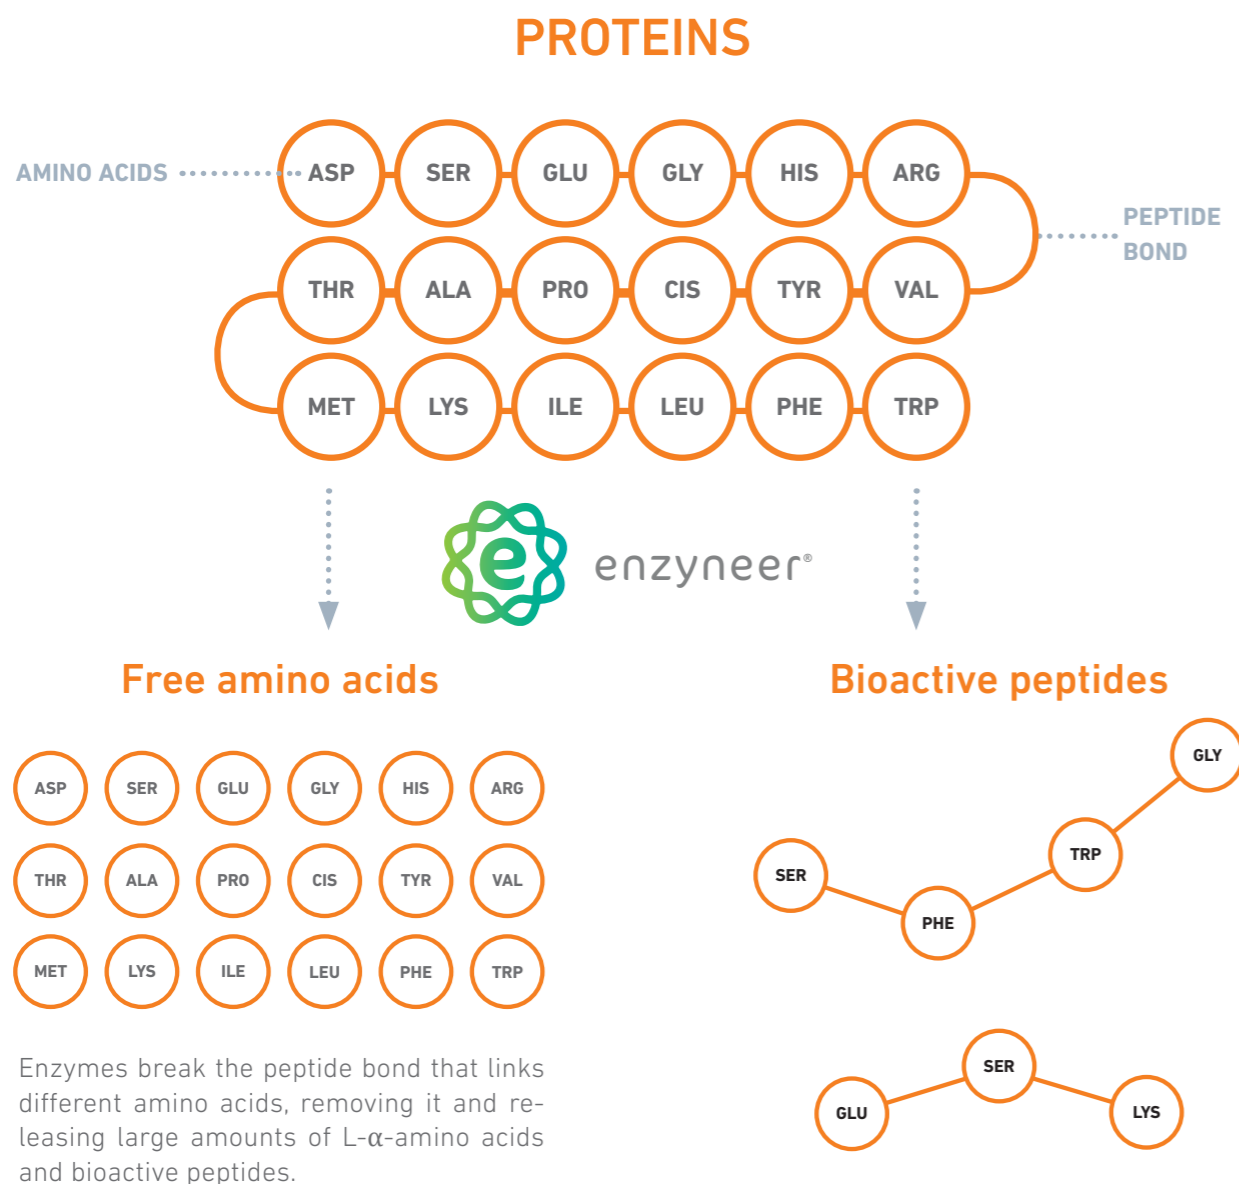 PROTEINS
AMINO ACIDS
ASP SER GLU GLY HIS ARG
PEPTIDE
BOND
THR ALA PRO CIS TYR VAL
MET LYS ILE LEU PHE TRP
e enzyneer®
Free amino acids
Bioactive peptides
ASP SER GLU GLY HIS ARG
THR ALA PRO CIS TYR VAL
MET LYS ILE LEU PHE TRP
Enzymes break the peptide bond that links
different amino acids, removing it and re-
leasing large amounts of L-α-amino acids
and bioactive peptides.
GLY
TRP
SER
PHE
SER
GLU
LYS